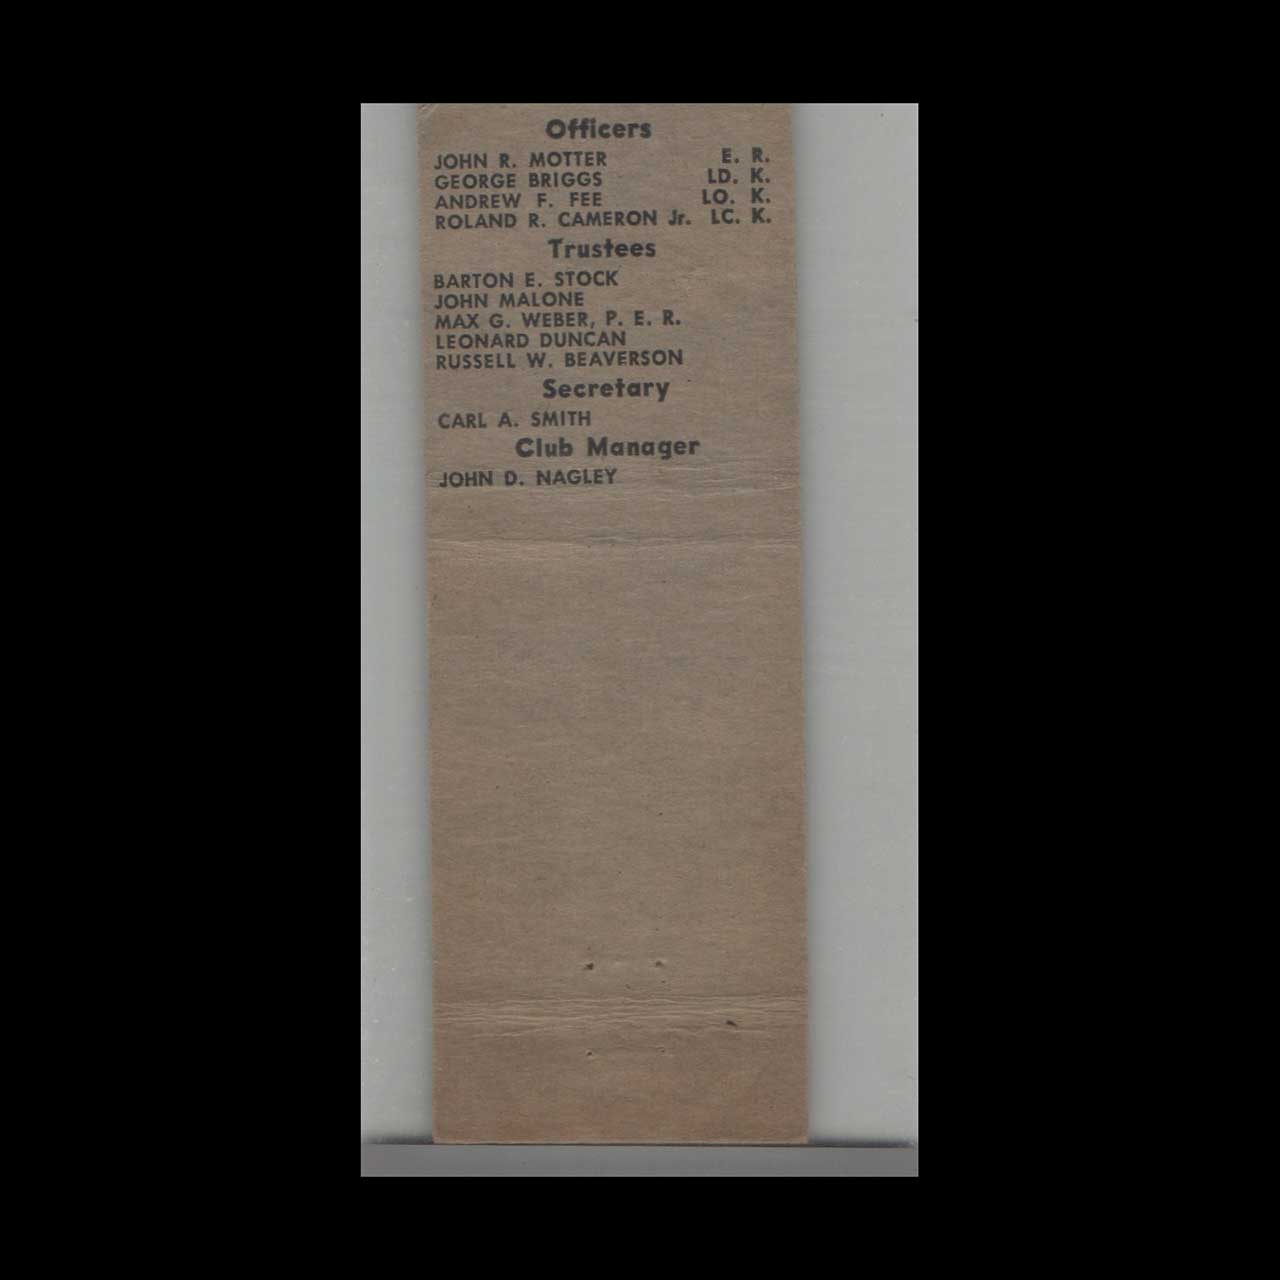 Officers
JOHN R. MOTTER E. R.
GEORGE BRIGGS LD. K.
ANDREW F. FEE LO. K.
ROLAND R. CAMERON Jr. LC. K.
Trustees
BARTON E. STOCK
JOHN MALONE
MAX G. WEBER, P. E. R.
LEONARD DUNCAN
RUSSELL W. BEAVERSON
Secretary
CARL A. SMITH
Club Manager
JOHN D. NAGLEY